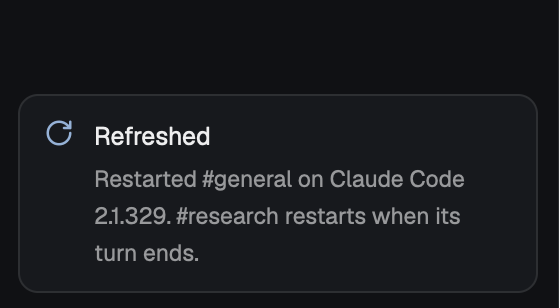 Refreshed
Restarted #general on Claude Code
2.1.329. #research restarts when its
turn ends.